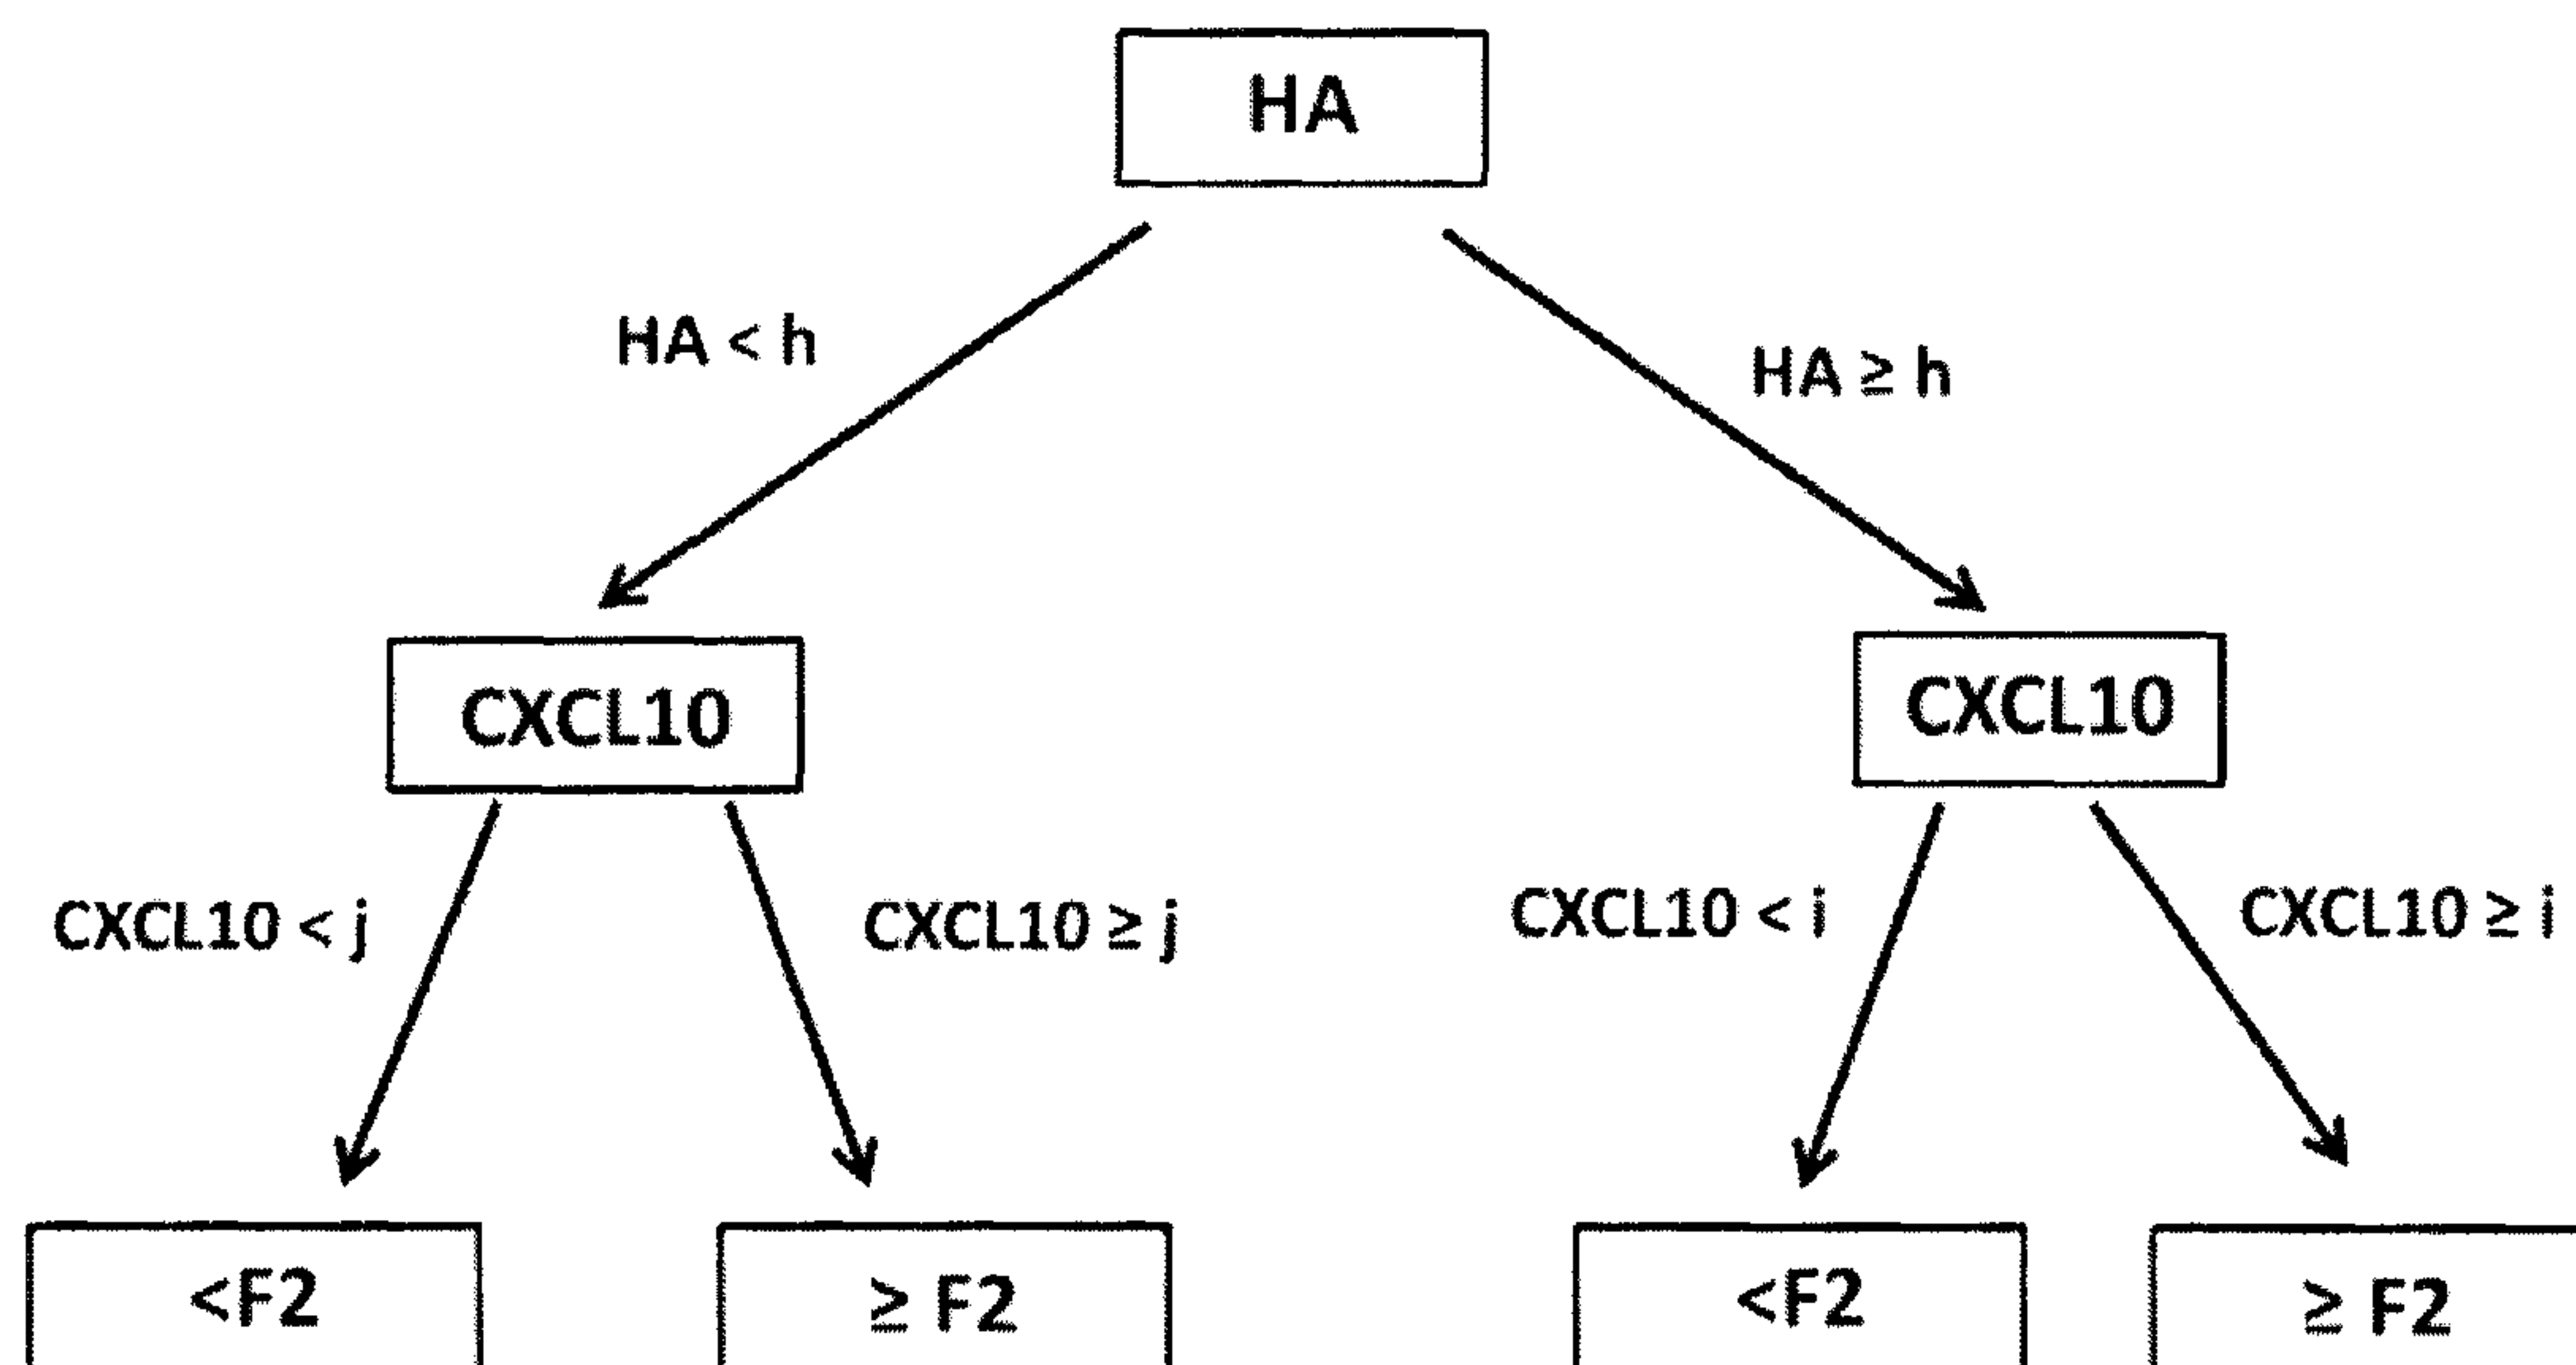 HA
HA < h
HA ≥ h
CXCL10
CXCL10
CXCL10 < j
CXCL10 ≥ j
CXCL10 < i
CXCL10 ≥ i
<F2
≥ F2
<F2
≥ F2